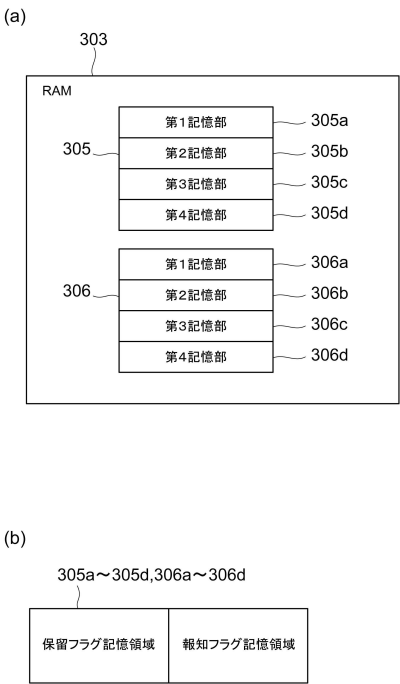 (a)
303
RAM
第1記憶部
305a
305
第2記憶部
305b
第3記憶部
305c
第4記憶部
305d
第1記憶部
306a
306
第2記憶部
306b
第3記憶部
306c
第4記憶部
306d
(b)
305a〜305d,306a〜306d
保留フラグ記憶領域
報知フラグ記憶領域